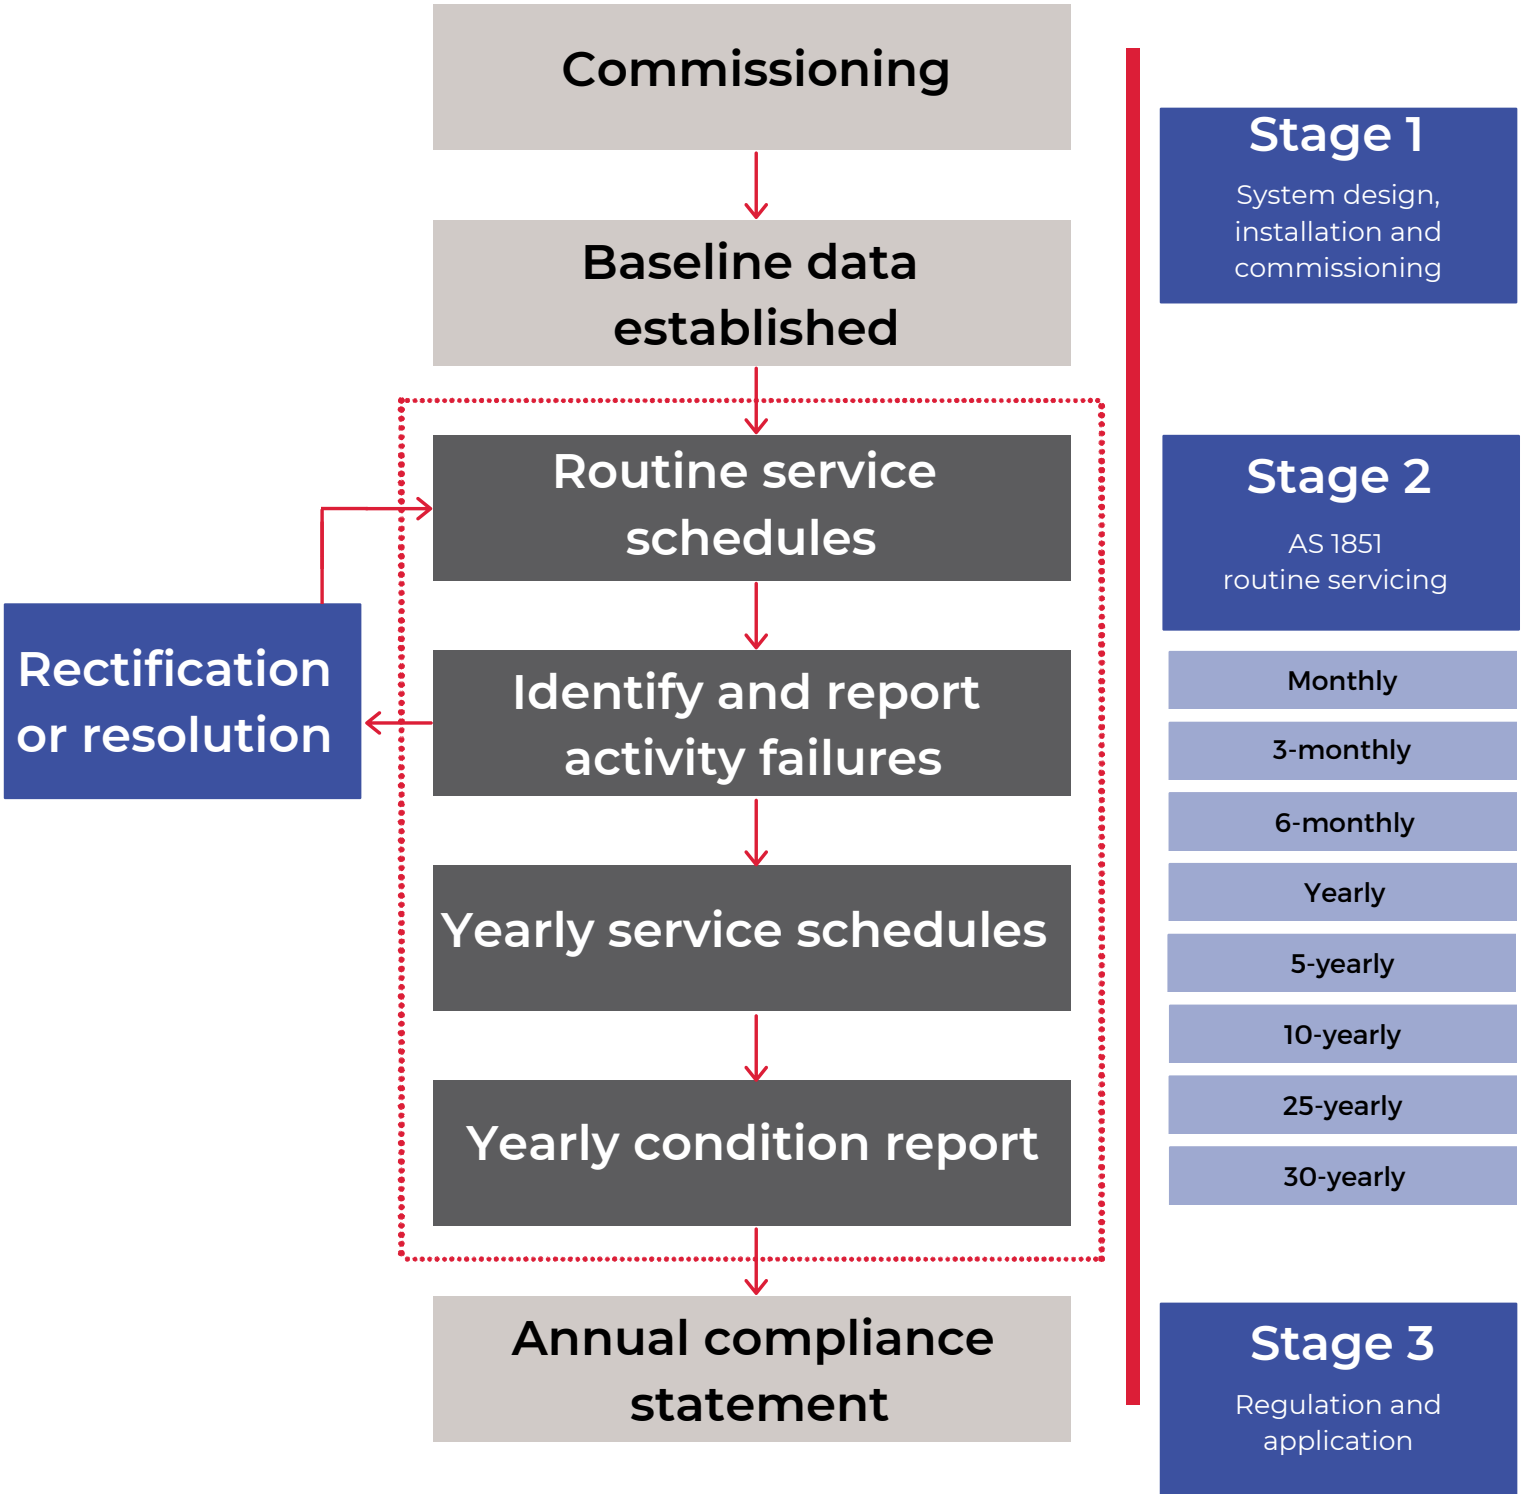 Commissioning
Baseline data
established
Routine service
schedules
Rectification
or resolution
Identify and report
activity failures
Yearly service schedules
Yearly condition report
Annual compliance
statement
Stage 1
System design,
installation and
commissioning
Stage 2
AS 1851
routine servicing
Monthly
3-monthly
6-monthly
Yearly
5-yearly
10-yearly
25-yearly
30-yearly
Stage 3
Regulation and
application